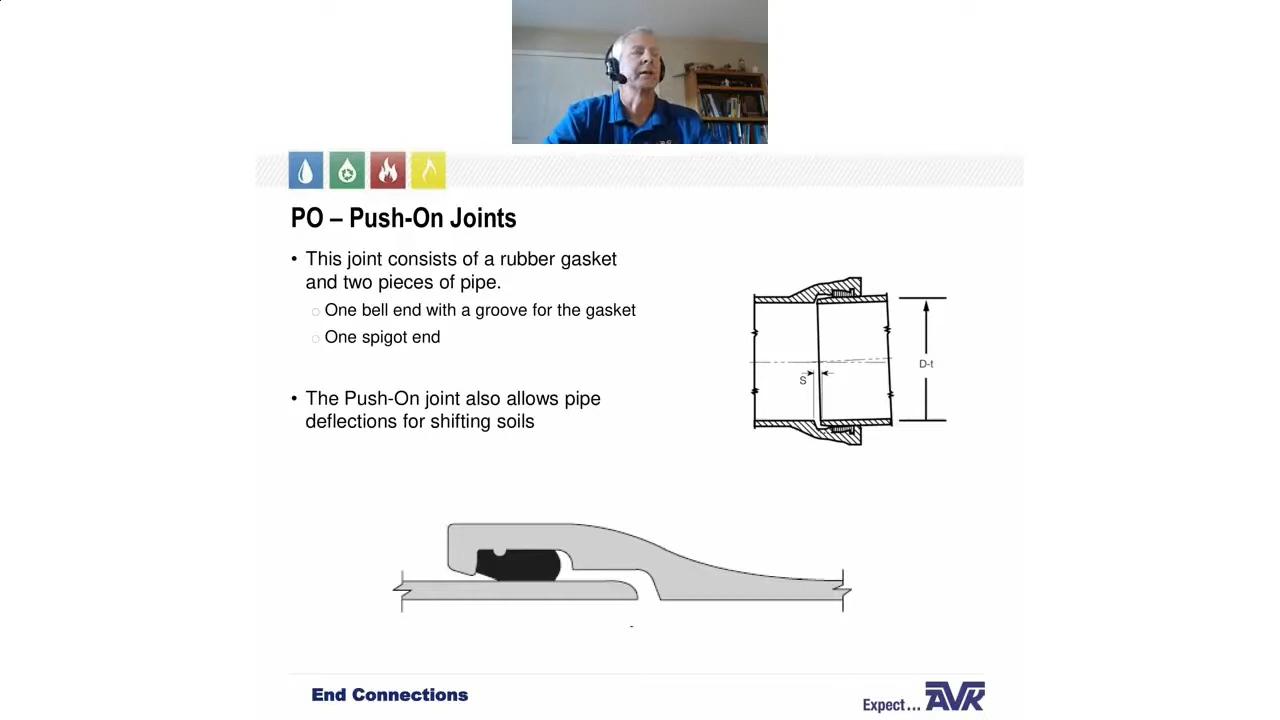 PO – Push-On Joints
• This joint consists of a rubber gasket
and two pieces of pipe.
○ One bell end with a groove for the gasket
○ One spigot end
• The Push-On joint also allows pipe
deflections for shifting soils
S
D-t
End Connections
Expect... AVK